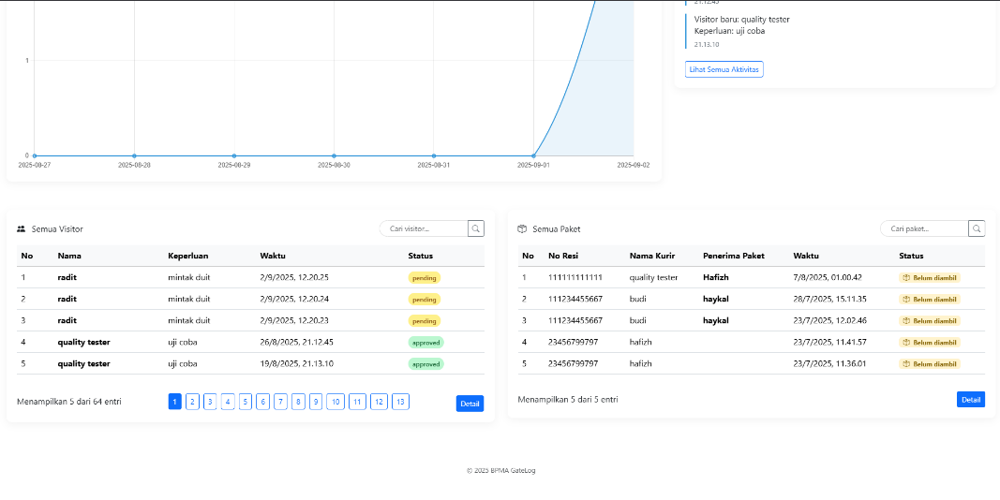 21.12.45
Visitor baru: quality tester
Keperluan: uji coba
21.13.10
Lihat Semua Aktivitas
1
0
2025-08-27 2025-08-28 2025-08-29 2025-08-30 2025-08-31 2025-09-01 2025-09-02
Semua Visitor
Cari visitor...
No Nama Keperluan Waktu Status
1 radit mintak duit 2/9/2025, 12.20.25 pending
2 radit mintak duit 2/9/2025, 12.20.24 pending
3 radit mintak duit 2/9/2025, 12.20.23 pending
4 quality tester uji coba 26/8/2025, 21.12.45 approved
5 quality tester uji coba 19/8/2025, 21.13.10 approved
Menampilkan 5 dari 64 entri
1 2 3 4 5 6 7 8 9 10 11 12 13
Detail
Semua Paket
Cari paket...
No No Resi Nama Kurir Penerima Paket Waktu Status
1 111111111111 quality tester Hafizh 7/8/2025, 01.00.42 Belum diambil
2 111234455667 budi haykal 28/7/2025, 15.11.35 Belum diambil
3 111234455667 budi haykal 23/7/2025, 12.02.46 Belum diambil
4 23456799797 hafizh 23/7/2025, 11.41.57 Belum diambil
5 23456799797 hafizh 23/7/2025, 11.36.01 Belum diambil
Menampilkan 5 dari 5 entri
Detail
© 2025 BPMA GateLog